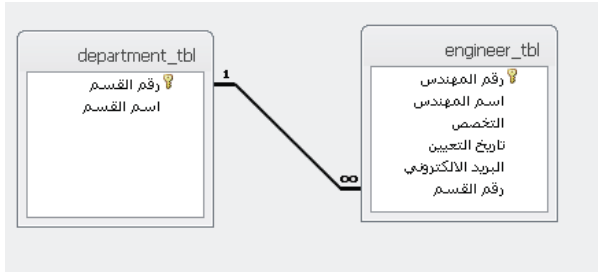 department_tbl
رقم القسم
اسم القسم
1
∞
engineer_tbl
رقم المهندس
اسم المهندس
التخصص
تاريخ التعيين
البريد الالكتروني
رقم القسم